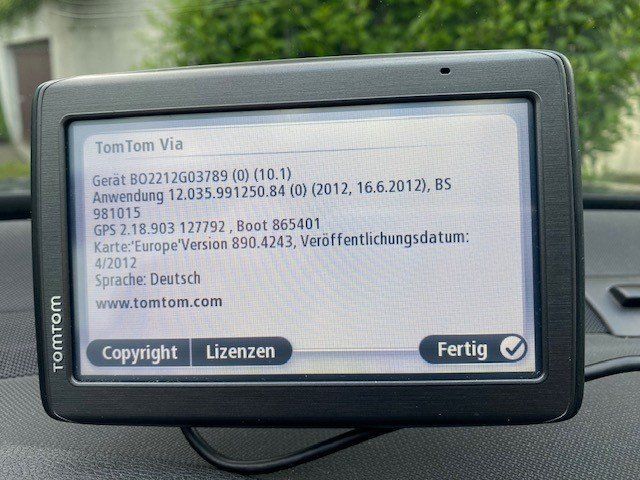 TomTom Via
Gerät BO2212G03789 (0) (10.1)
Anwendung 12.035.991250.84 (0) (2012, 16.6.2012), BS
981015
GPS 2.18.903 127792 , Boot 865401
Karte:'Europe'Version 890.4243, Veröffentlichungsdatum:
4/2012
Sprache: Deutsch
www.tomtom.com
Copyright
Lizenzen
Fertig
TOMTOM